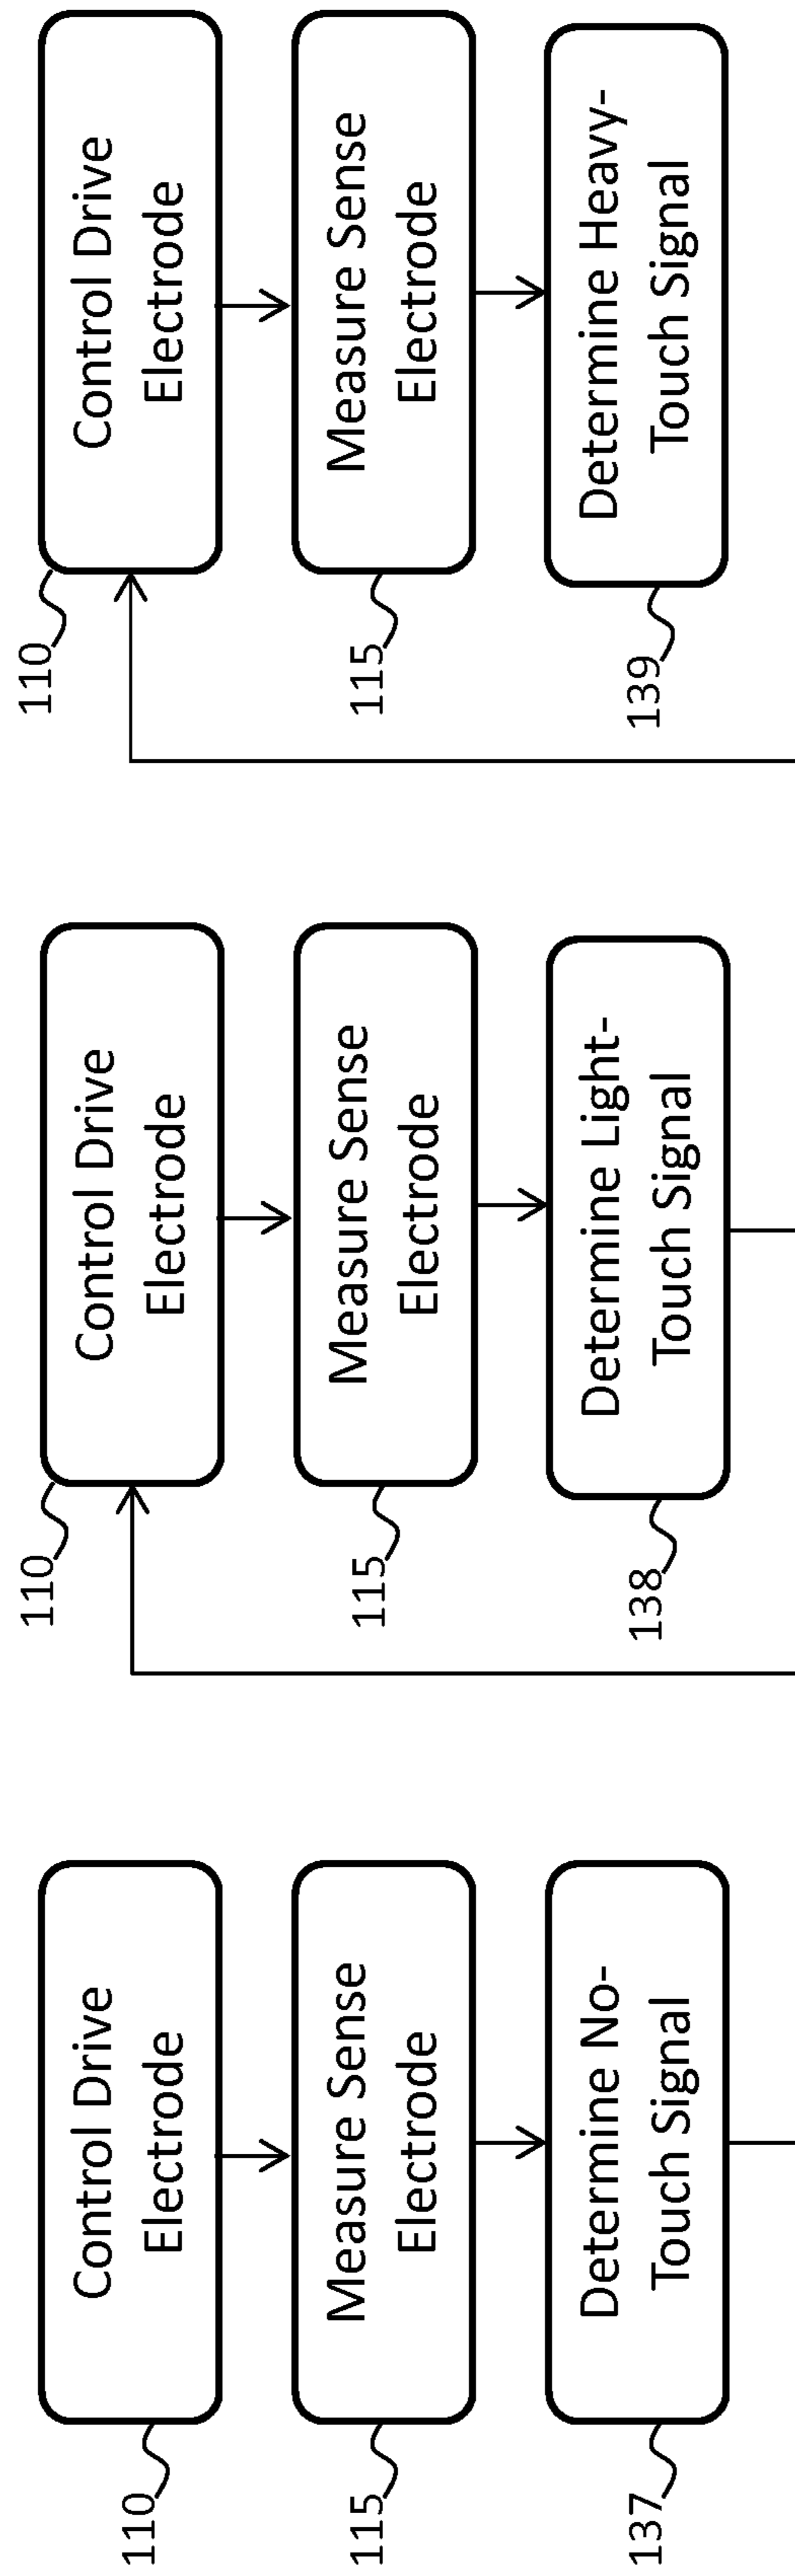 110
Control Drive
Electrode
115
Measure Sense
Electrode
137
Determine No-
Touch Signal
110
Control Drive
Electrode
115
Measure Sense
Electrode
138
Determine Light-
Touch Signal
110
Control Drive
Electrode
115
Measure Sense
Electrode
139
Determine Heavy-
Touch Signal